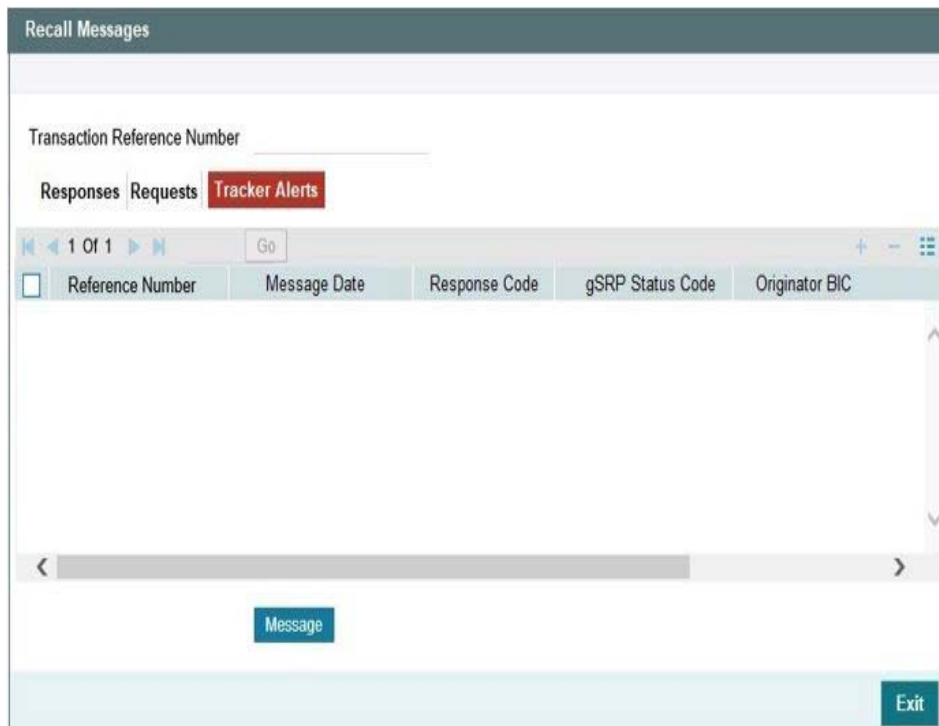 Recall Messages
Transaction Reference Number
Responses Requests Tracker Alerts
1 Of 1 Go
Reference Number Message Date Response Code gSRP Status Code Originator BIC
Message
Exit